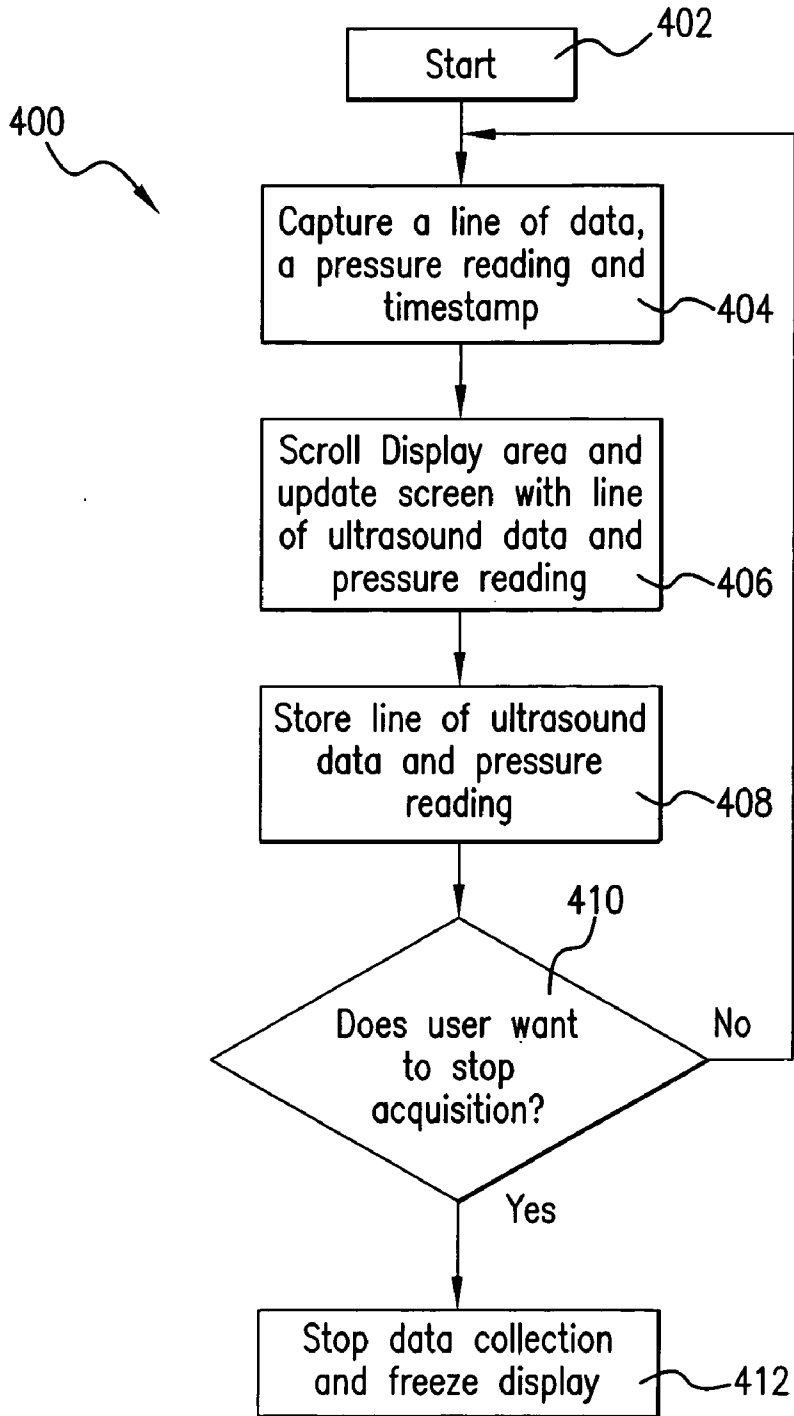 402
Start
400
Capture a line of data,
a pressure reading and
timestamp
404
Scroll Display area and
update screen with line
of ultrasound data and
pressure reading
406
Store line of ultrasound
data and pressure
reading
408
410
Does user want
to stop
acquisition?
No
Yes
Stop data collection
and freeze display
412